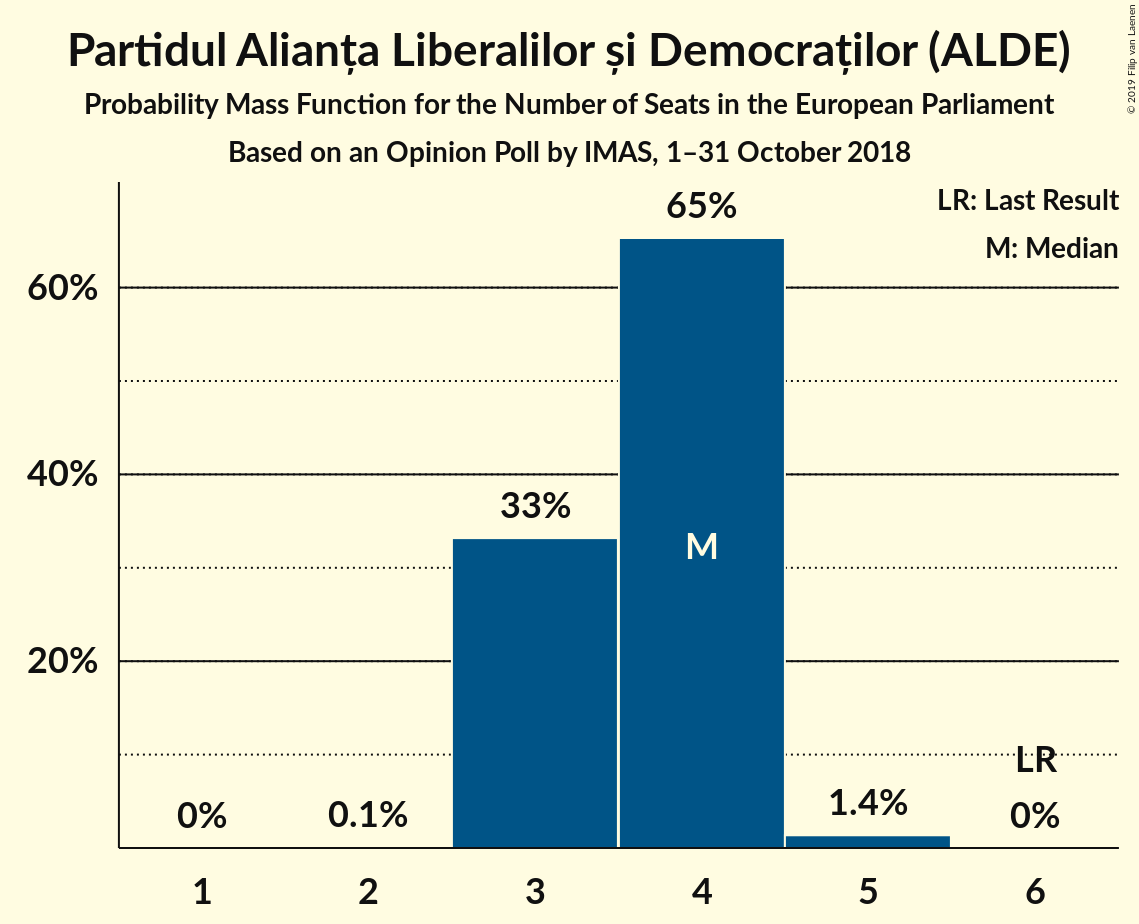 Partidul Alianța Liberalilor și Democraților (ALDE)
Probability Mass Function for the Number of Seats in the European Parliament
Based on an Opinion Poll by IMAS, 1–31 October 2018
© 2019 Filip van Laenen
LR: Last Result
M: Median
65%
60%
40%
33%
M
20%
LR
0%
0.1%
1.4%
0%
1
2
3
4
5
6